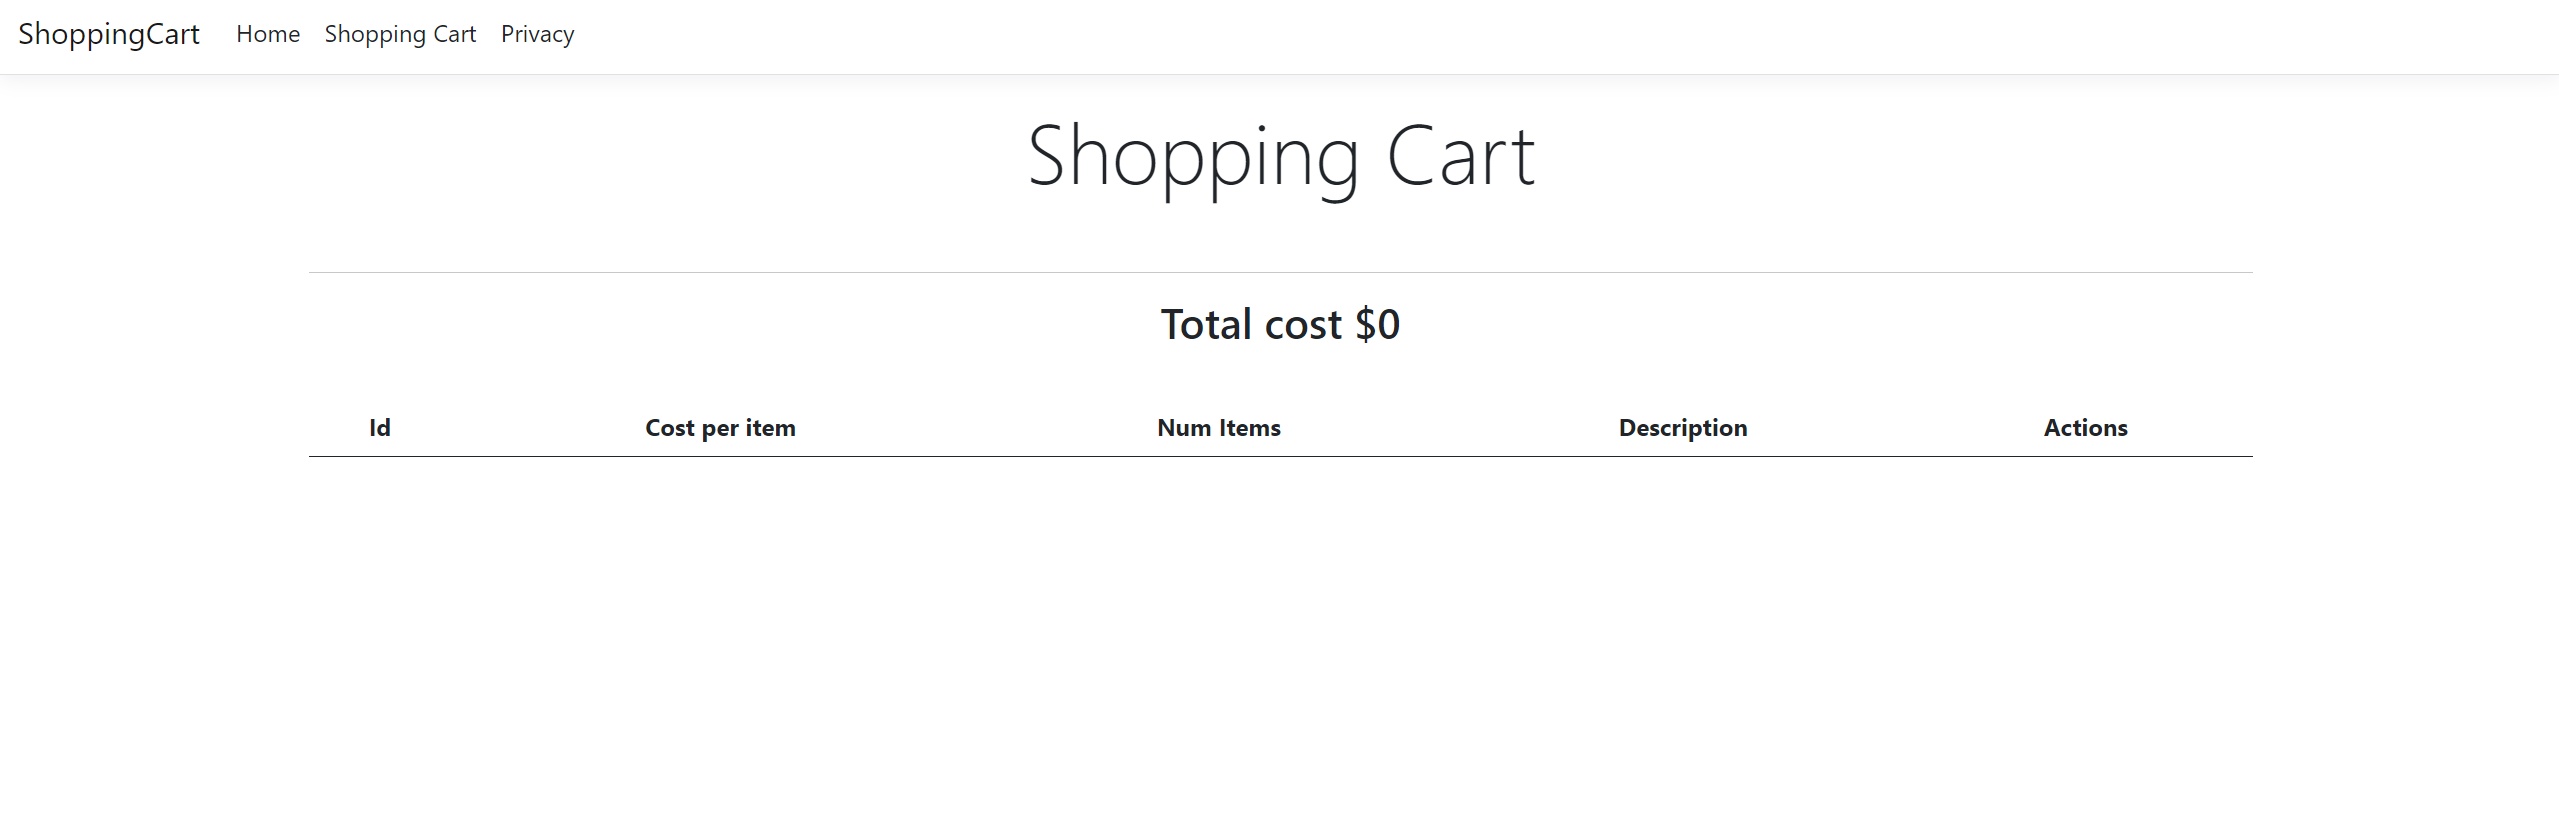 ShoppingCart Home Shopping Cart Privacy
Shopping Cart
Total cost $0
Id Cost per item Num Items Description Actions